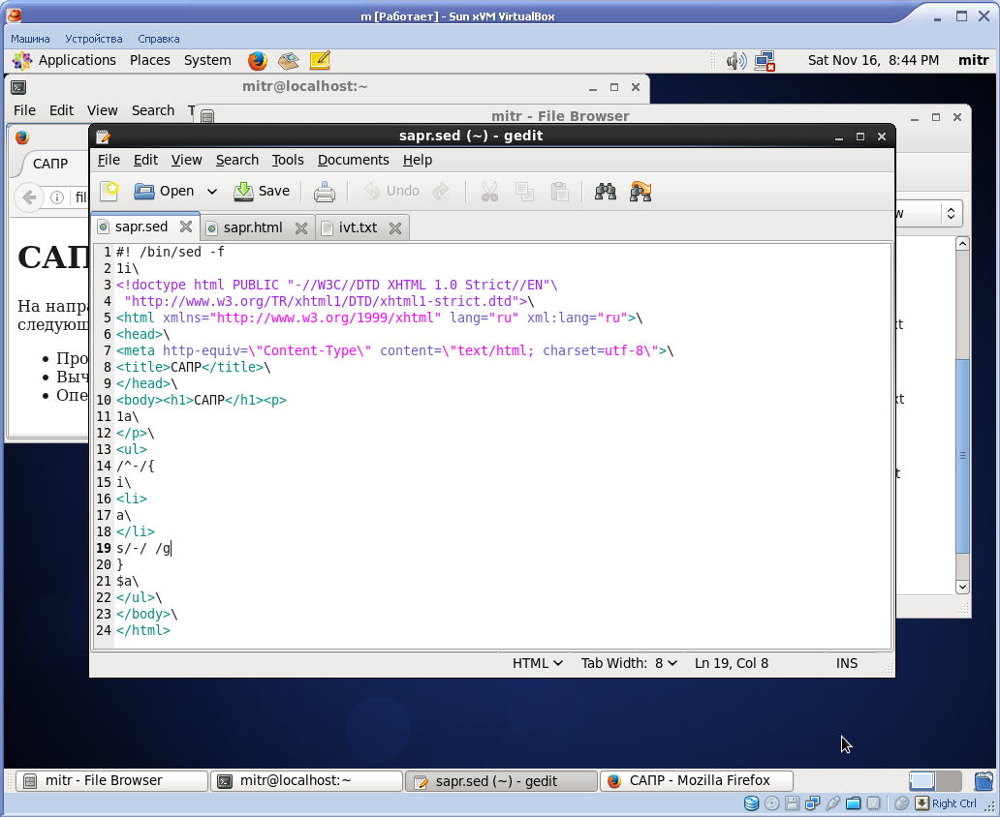 m [Работает] - Sun xVM VirtualBox
Машина Устройства Справка
Applications Places System Sat Nov 16, 8:44 PM mitr
mitr@localhost:~
File Edit View Search T
mitr - File Browser
sapr.sed (~) - gedit
File Edit View Search Tools Documents Help
САПР
Open Save Undo
file
sapr.sed sapr.html ivt.txt
САП
На напра
следующ
Про
Выч
Опе
1 #! /bin/sed -f
2 1i\
3 <!doctype html PUBLIC "-//W3C//DTD XHTML 1.0 Strict//EN"\
4  "http://www.w3.org/TR/xhtml1/DTD/xhtml1-strict.dtd">\
5 <html xmlns="http://www.w3.org/1999/xhtml" lang="ru" xml:lang="ru">\
6 <head>\
7 <meta http-equiv=\"Content-Type\" content=\"text/html; charset=utf-8\">\
8 <title>САПР</title>\
9 </head>\
10 <body><h1>САПР</h1><p>
11 1a\
12 </p>\
13 <ul>
14 /^-/{
15 i\
16 <li>
17 a\
18 </li>
19 s/-/ /g
20 }
21 $a\
22 </ul>\
23 </body>\
24 </html>
HTML Tab Width: 8 Ln 19, Col 8 INS
mitr - File Browser mitr@localhost:~ sapr.sed (~) - gedit САПР - Mozilla Firefox
Right Ctrl